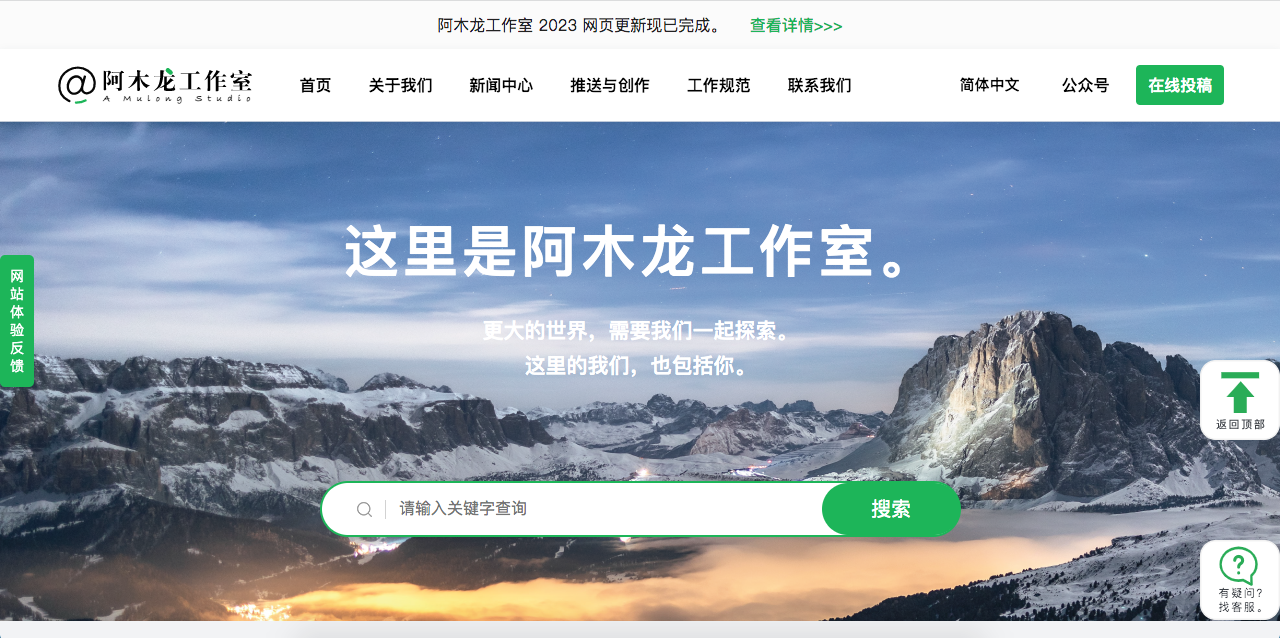 阿木龙工作室 2023 网页更新现已完成。 查看详情>>>
@阿木龙工作室 首页 关于我们 新闻中心 推送与创作 工作规范 联系我们 简体中文 公众号 在线投稿
A Mulong Studio
这里是阿木龙工作室。
更大的世界，需要我们一起探索。
这里的我们，也包括你。
网站体验反馈
返回顶部
请输入关键字查询 搜索
有疑问?
找客服。